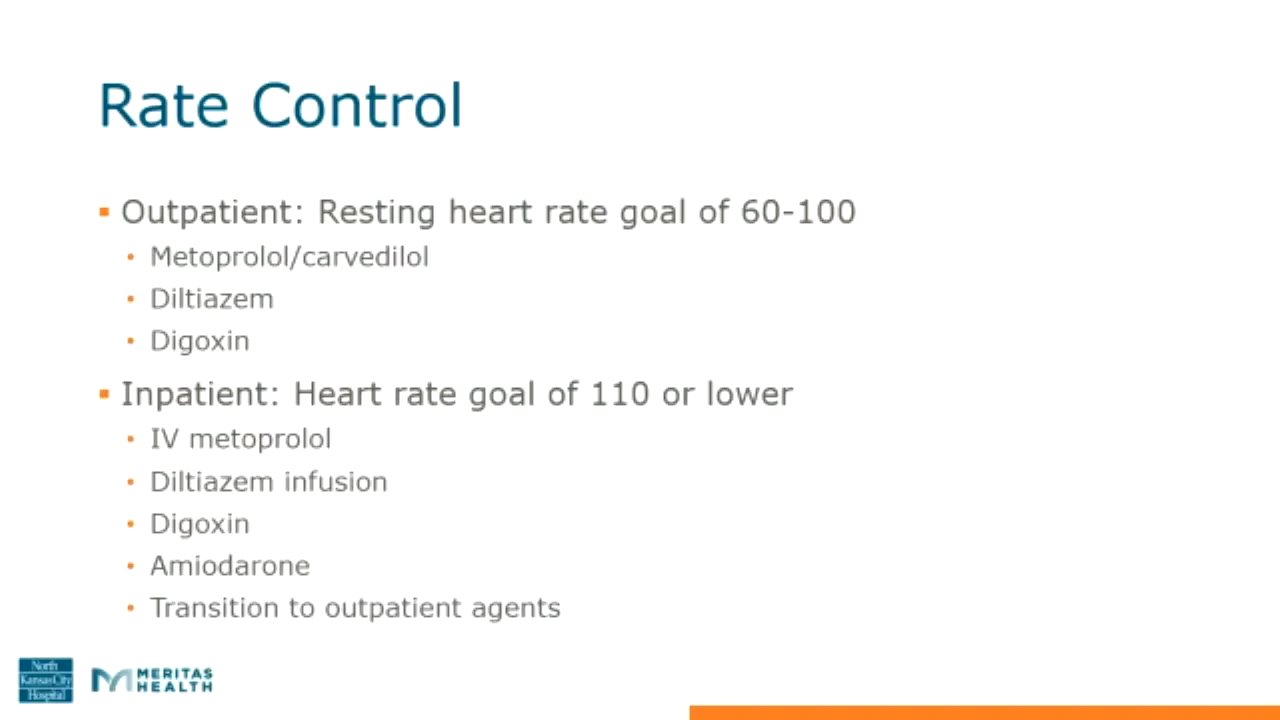 Rate Control
Outpatient: Resting heart rate goal of 60-100
Metoprolol/carvedilol
Diltiazem
Digoxin
Inpatient: Heart rate goal of 110 or lower
IV metoprolol
Diltiazem infusion
Digoxin
Amiodarone
Transition to outpatient agents
North
KansasCity
Hospital
MERITAS
HEALTH